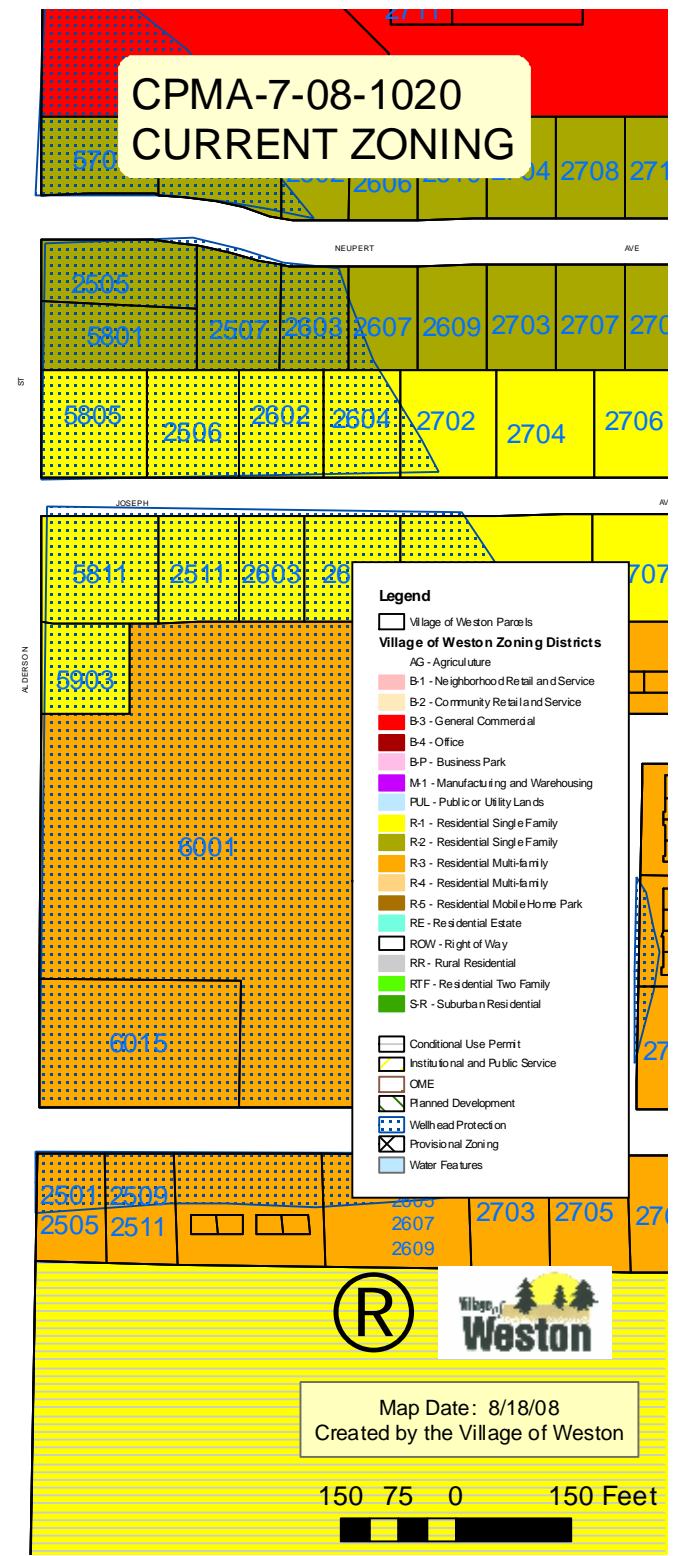 2711
CPMA-7-08-1020
CURRENT ZONING
2606
2708
NEUPERT AVE
2505
5801
2507
2603
2607
2609
2703
2707
ST
5805
2506
2602
2604
2702
2704
2706
JOSEPH
5811
2511
2603
ALDERSON
5903
6001
6015
Legend
Village of Weston Parcels
Village of Weston Zoning Districts
AG - Agriculuture
B-1 - Neighborhood Retail and Service
B-2 - Community Retail and Service
B-3 - General Commercial
B-4 - Office
B-P - Business Park
M-1 - Manufacturing and Warehousing
PUL - Public or Utility Lands
R-1 - Residential Single Family
R-2 - Residential Single Family
R-3 - Residential Multi-family
R-4 - Residential Multi-family
R-5 - Residential Mobile Home Park
RE - Residential Estate
ROW - Right of Way
RR - Rural Residential
RTF - Residential Two Family
S-R - Suburban Residential
Conditional Use Permit
Institutional and Public Service
OME
Planned Development
Wellhead Protection
Provisional Zoning
Water Features
2501
2505
2509
2511
2607
2609
2703
2705
®
Village of
Weston
Map Date: 8/18/08
Created by the Village of Weston
150 75 0 150 Feet